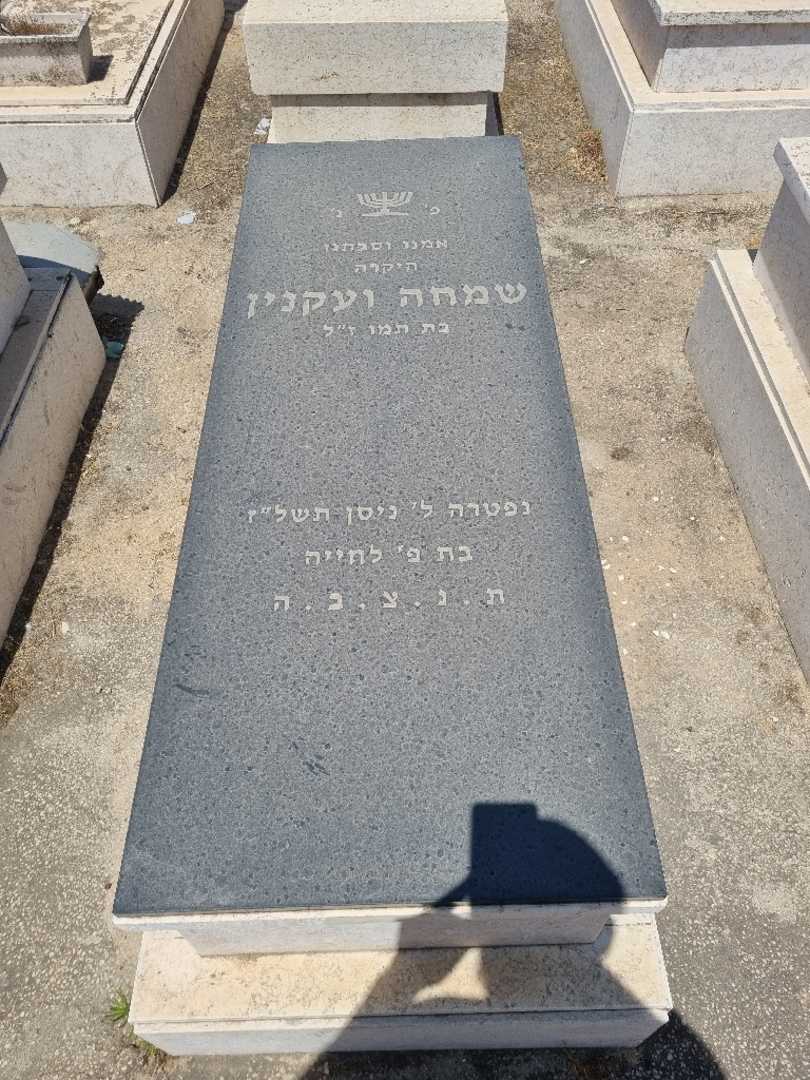 פ' נ'
אמנו וסבתנו
היקרה
שמחה ועקנין
בת תמו ז"ל
נפטרה ל' ניסן תשל"ז
בת פ' לחייה
ת . נ . צ . ב . ה